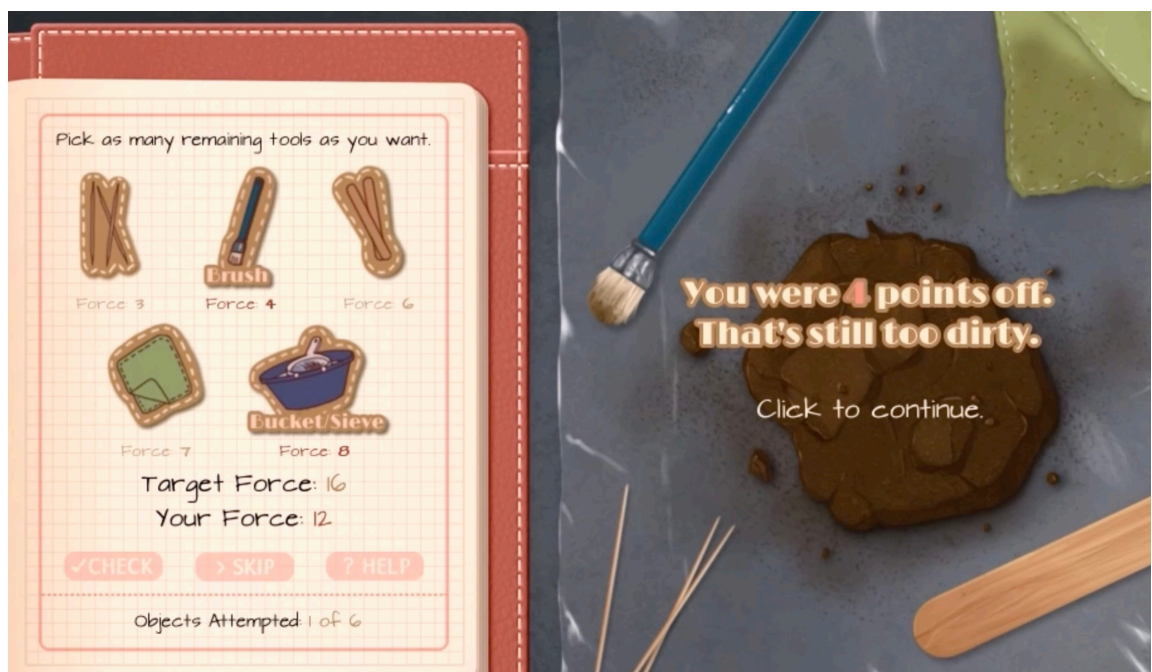 Pick as many remaining tools as you want.
Brush
Force: 3
Force: 4
Force: 6
Bucket/Sieve
Force: 7
Force: 8
Target Force: 16
Your Force: 12
✓CHECK
> SKIP
? HELP
Objects Attempted: 1 of 6
You were 4 points off.
That's still too dirty.
Click to continue.